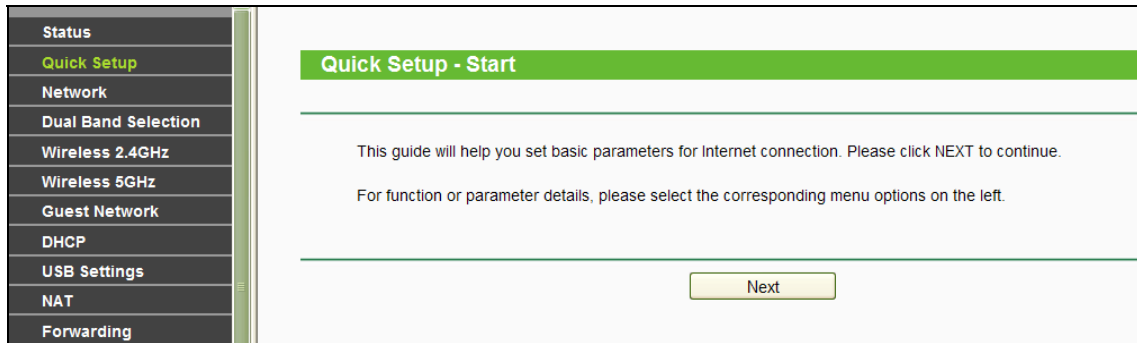 Status
Quick Setup
Network
Dual Band Selection
Wireless 2.4GHz
Wireless 5GHz
Guest Network
DHCP
USB Settings
NAT
Forwarding
Quick Setup - Start
This guide will help you set basic parameters for Internet connection. Please click NEXT to continue.
For function or parameter details, please select the corresponding menu options on the left.
Next